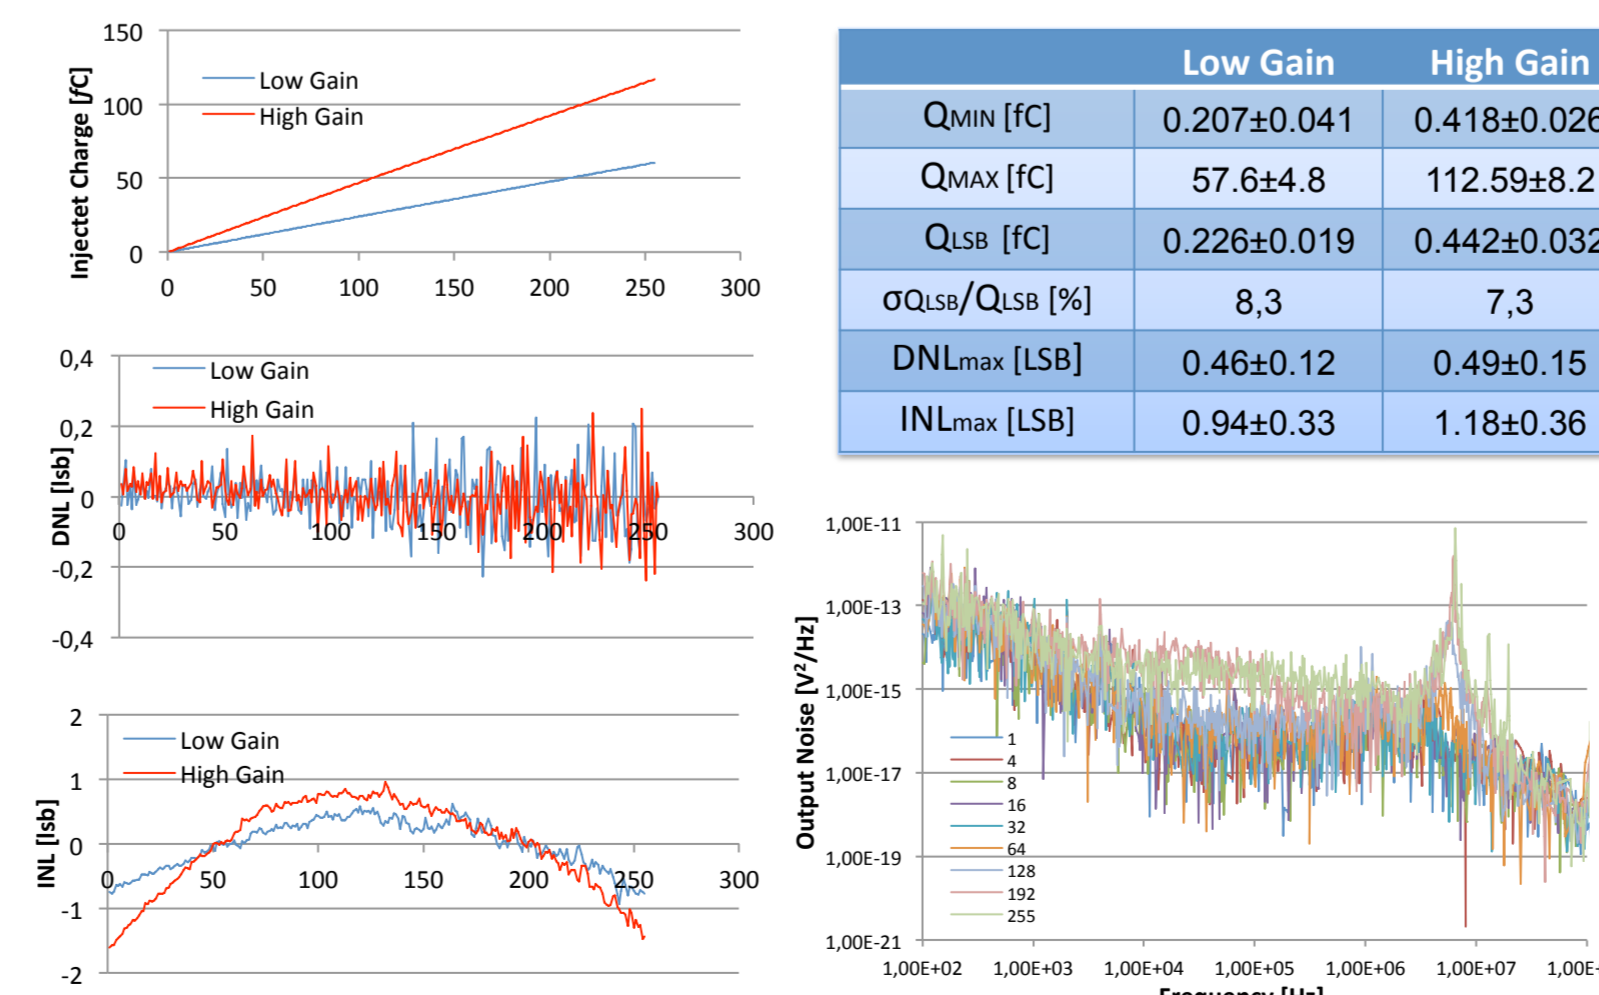 150
100
50
0
Injectet Charge [fC]
Low Gain
High Gain
0 50 100 150 200 250 300
0,4
0,2
0
-0,2
-0,4
DNL [lsb]
Low Gain
High Gain
0 50 100 150 200 250 300
2
1
0
-1
-2
INL [lsb]
Low Gain
High Gain
0 50 100 150 200 250 300
Low Gain High Gain
QMIN [fC] 0.207±0.041 0.418±0.026
QMAX [fC] 57.6±4.8 112.59±8.2
QLSB [fC] 0.226±0.019 0.442±0.032
σQLSB/QLSB [%] 8,3 7,3
DNLmax [LSB] 0.46±0.12 0.49±0.15
INLmax [LSB] 0.94±0.33 1.18±0.36
1,00E-11
1,00E-13
1,00E-15
1,00E-17
1,00E-19
1,00E-21
Output Noise [V²/Hz]
1
4
8
16
32
64
128
192
255
1,00E+02 1,00E+03 1,00E+04 1,00E+05 1,00E+06 1,00E+07 1,00E+
Frequency [Hz]